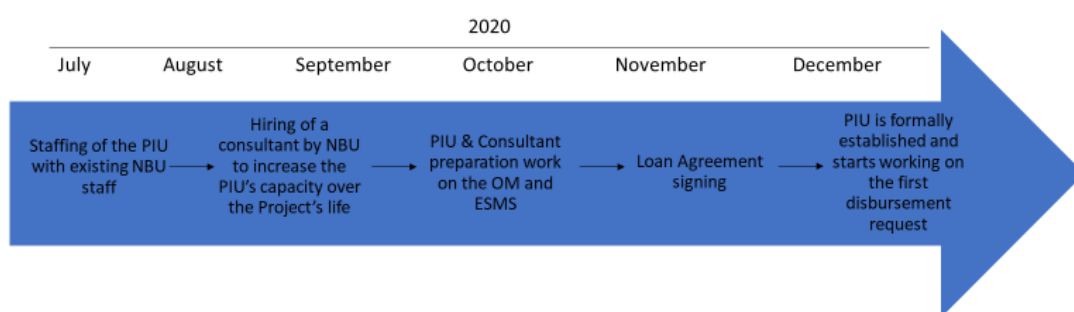 2020
July August September October November December
Staffing of the PIU
with existing NBU
staff
Hiring of a
consultant by NBU
to increase the
PIU's capacity over
the Project's life
PIU & Consultant
preparation work
on the OM and
ESMS
Loan Agreement
signing
PIU is formally
established and
starts working on
the first
disbursement
request